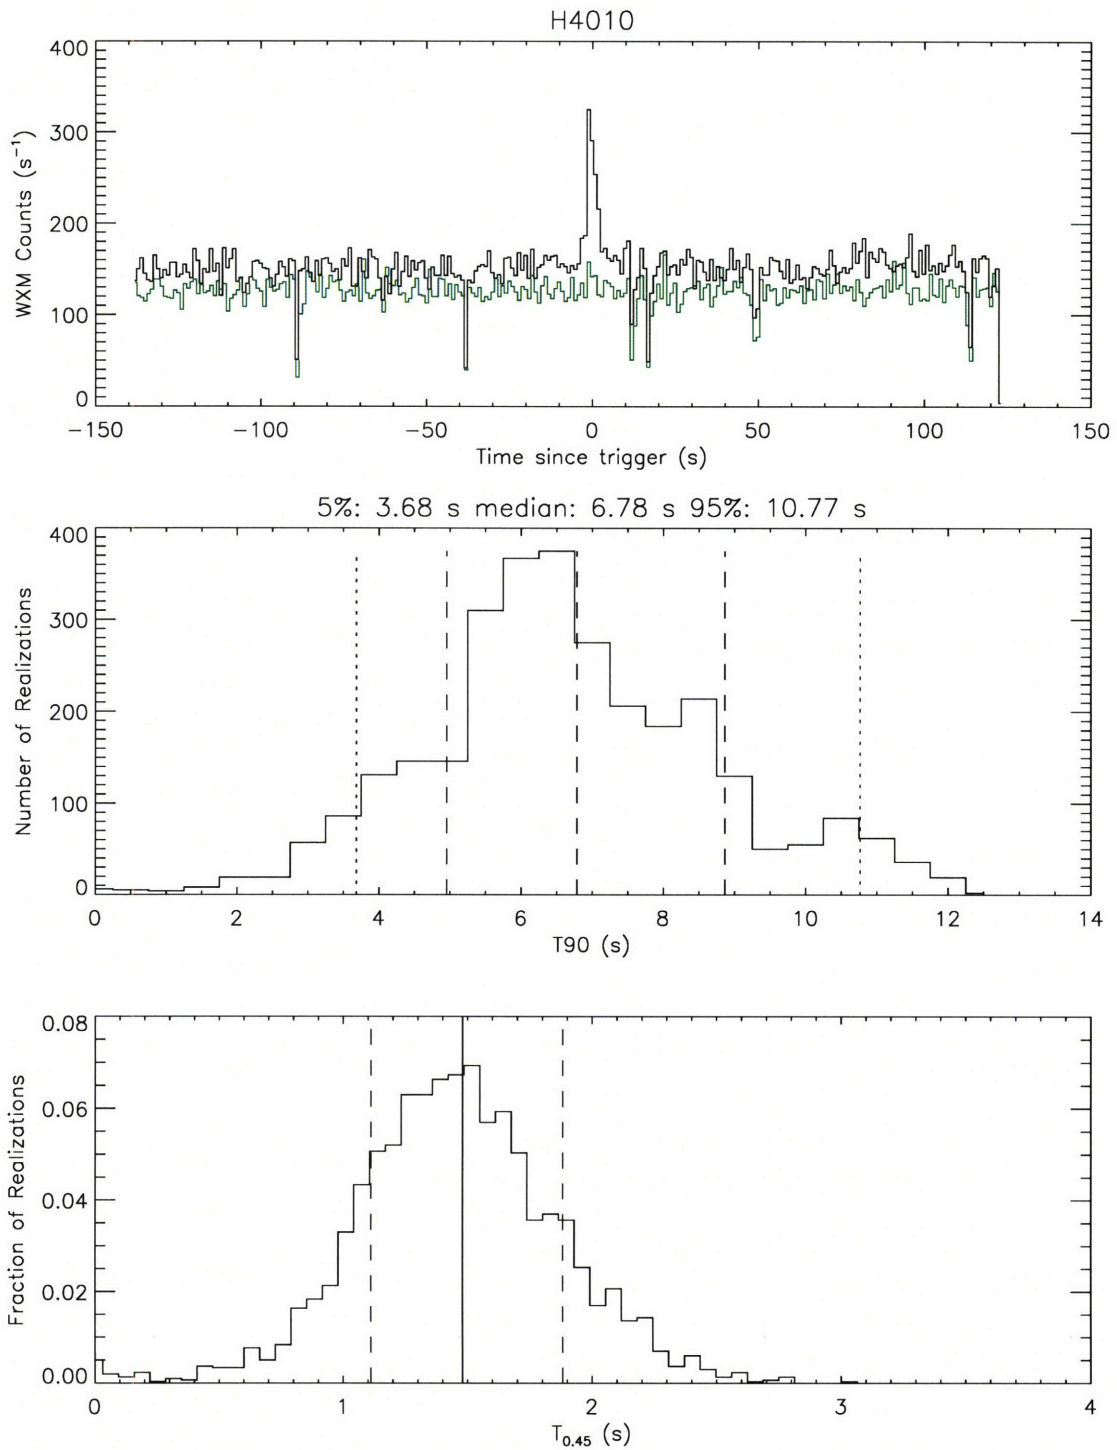 H4010
400
300
200
100
0
WXM Counts (s⁻¹)
−150 −100 −50 0 50 100 150
Time since trigger (s)
5%: 3.68 s median: 6.78 s 95%: 10.77 s
400
300
200
100
0
Number of Realizations
0 2 4 6 8 10 12 14
T90 (s)
0.08
0.06
0.04
0.02
0.00
Fraction of Realizations
0 1 2 3 4
T₀.₄₅ (s)